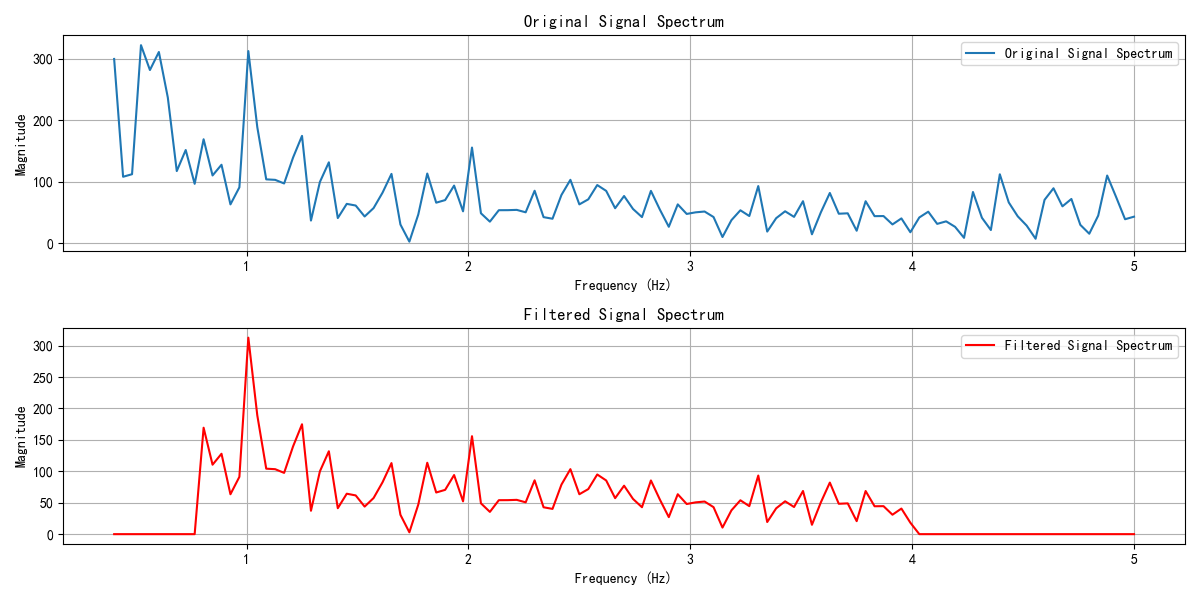 Original Signal Spectrum
Original Signal Spectrum
Magnitude
300
200
100
0
1 2 3 4 5
Frequency (Hz)
Filtered Signal Spectrum
Filtered Signal Spectrum
Magnitude
300
250
200
150
100
50
0
1 2 3 4 5
Frequency (Hz)